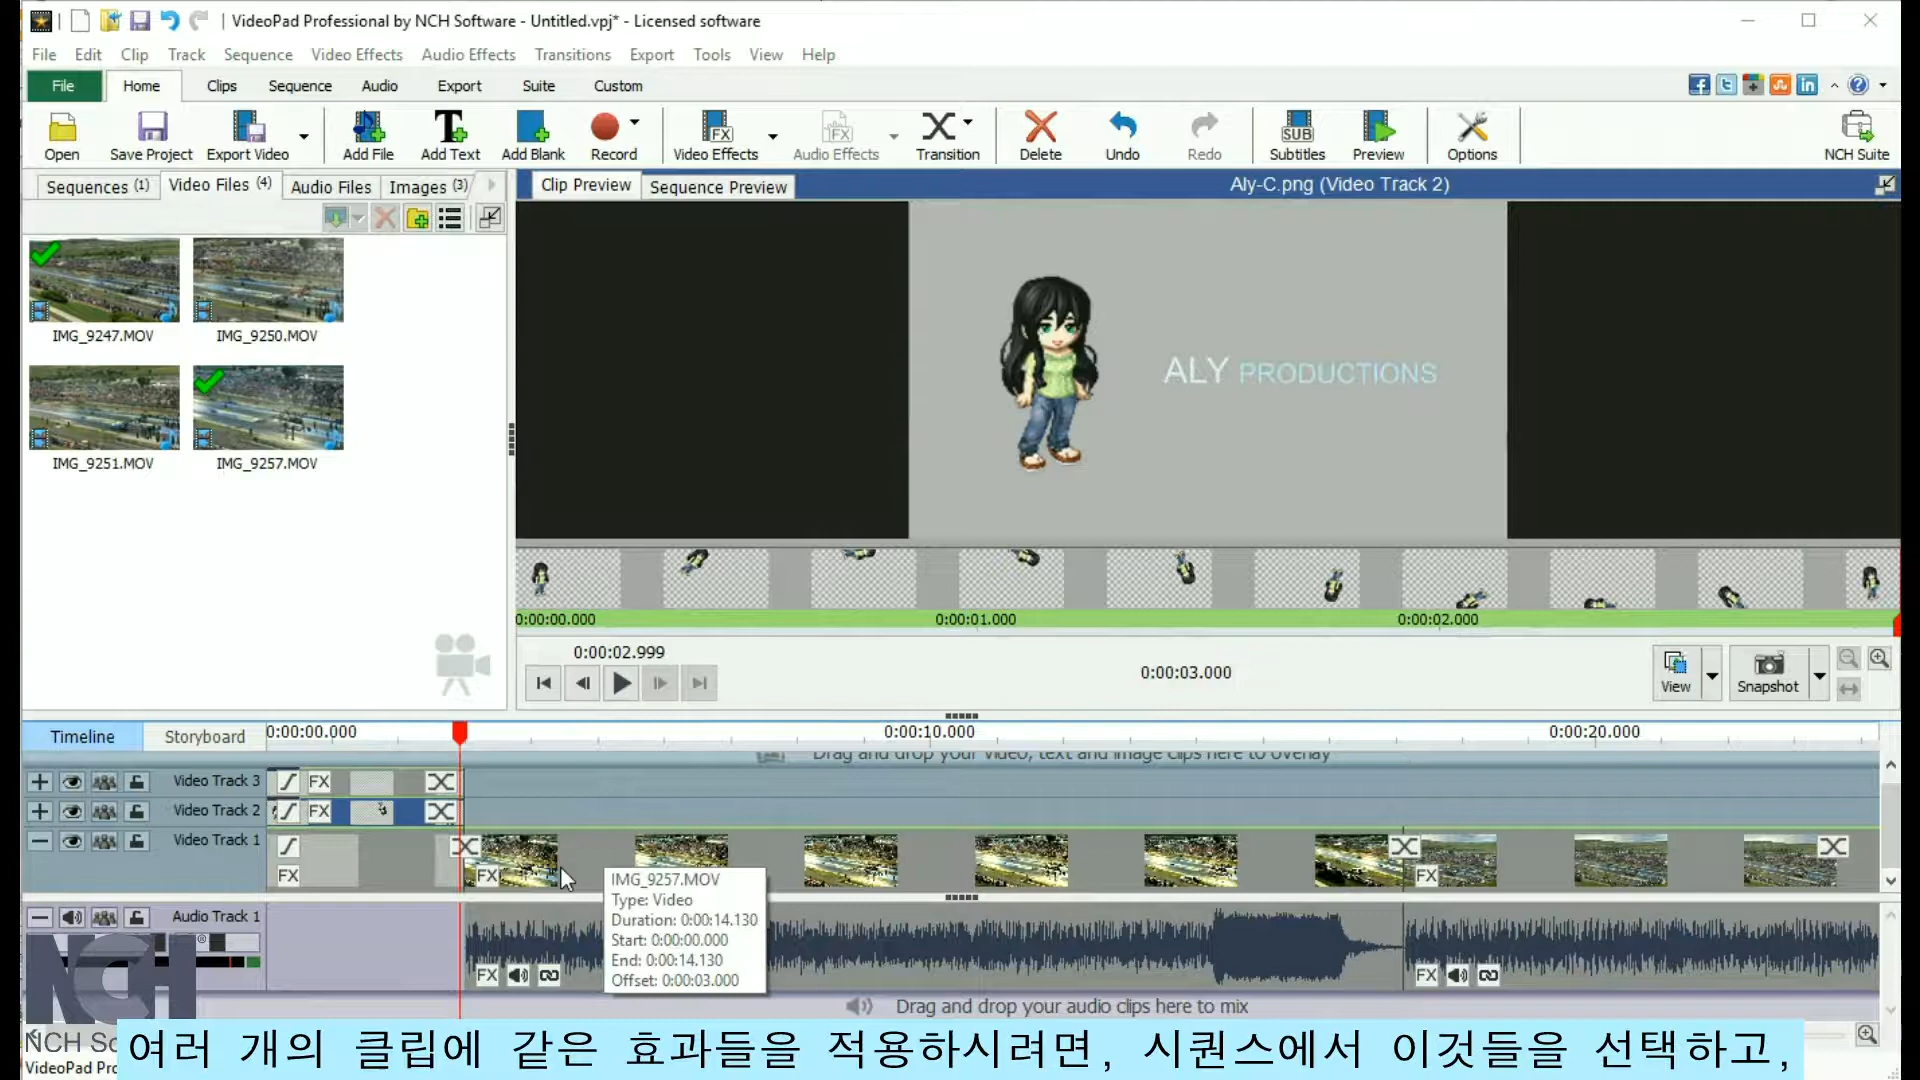 VideoPad Professional by NCH Software - Untitled.vpj* - Licensed software
File Edit Clip Track Sequence Video Effects Audio Effects Transitions Export Tools View Help
File Home Clips Sequence Audio Export Suite Custom
Open Save Project Export Video Add File Add Text Add Blank Record Video Effects Audio Effects Transition Delete Undo Redo Subtitles Preview Options NCH Suite
Sequences (1) Video Files (4) Audio Files Images (3)
Clip Preview Sequence Preview Aly-C.png (Video Track 2)
IMG_9247.MOV IMG_9250.MOV
IMG_9251.MOV IMG_9257.MOV
ALY PRODUCTIONS
0:00:00.000 0:00:01.000 0:00:02.000
0:00:02.999
0:00:03.000
View Snapshot
Timeline Storyboard 0:00:00.000 0:00:10.000 0:00:20.000
Drag and drop your video, text and image clips here to overlay
Video Track 3 FX
Video Track 2 FX
Video Track 1
FX FX FX
IMG_9257.MOV
Type: Video
Duration: 0:00:14.130
Start: 0:00:00.000
End: 0:00:14.130
Offset: 0:00:03.000
Audio Track 1
FX FX
NCH
Drag and drop your audio clips here to mix
여러 개의 클립에 같은 효과들을 적용하시려면, 시퀀스에서 이것들을 선택하고,